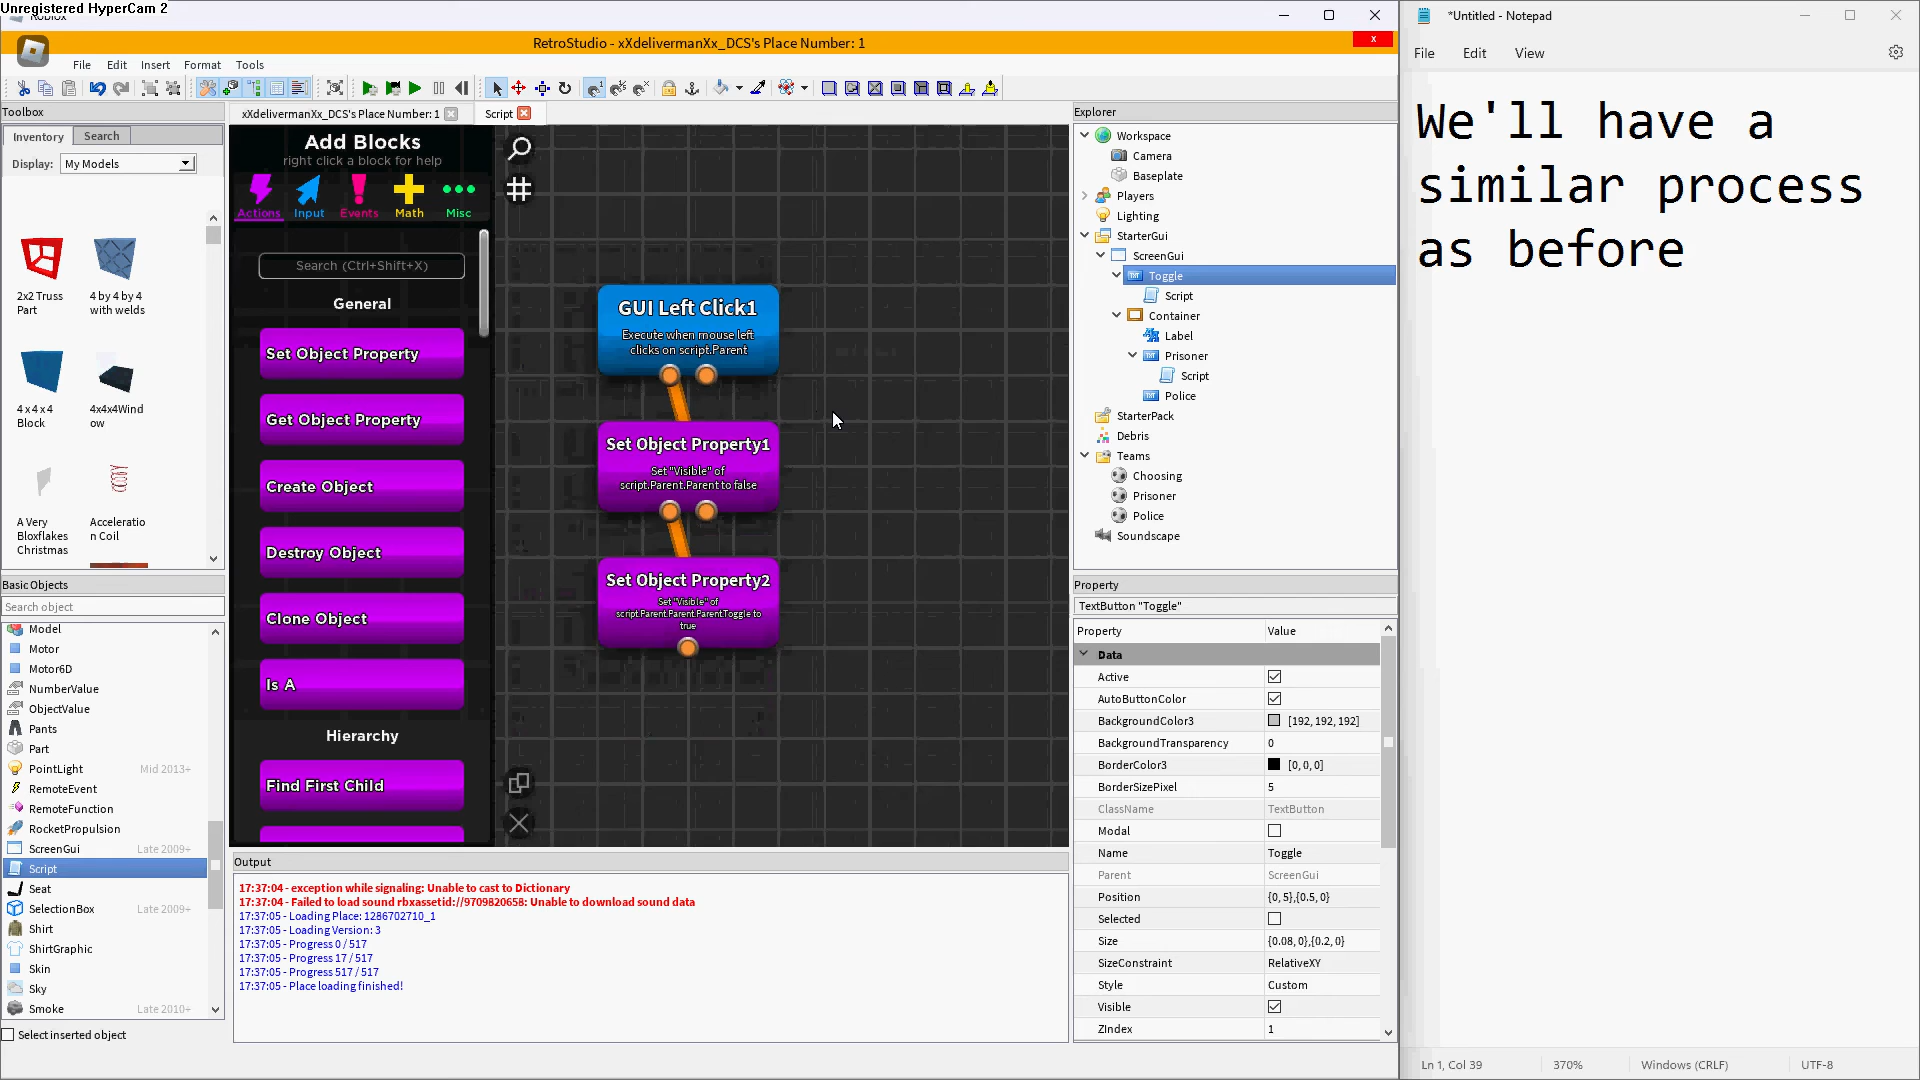 Unregistered HyperCam 2
RetroStudio - xXdelivermanXx_DCS's Place Number: 1
x
File Edit Insert Format Tools
Toolbox
Inventory Search
Display: My Models
2x2 Truss
Part
4 by 4 by 4
with welds
4 x 4 x 4
Block
4x4x4Wind
ow
A Very
Bloxflakes
Christmas
Acceleratio
n Coil
Basic Objects
Search object
Model
Motor
Motor6D
NumberValue
ObjectValue
Pants
Part
PointLight Mid 2013+
RemoteEvent
RemoteFunction
RocketPropulsion
ScreenGui Late 2009+
Script
Seat
SelectionBox Late 2009+
Shirt
ShirtGraphic
Skin
Sky
Smoke Late 2010+
Select inserted object
xXdelivermanXx_DCS's Place Number: 1
Script
Add Blocks
right click a block for help
Actions Input Events Math Misc
Search (Ctrl+Shift+X)
General
Set Object Property
Get Object Property
Create Object
Destroy Object
Clone Object
Is A
Hierarchy
Find First Child
GUI Left Click1
Execute when mouse left
clicks on script.Parent
Set Object Property1
Set "Visible" of
script.Parent.Parent to false
Set Object Property2
Set "Visible" of
script.Parent.Parent.Parent.Toggle to
true
Output
17:37:04 - exception while signaling: Unable to cast to Dictionary
17:37:04 - Failed to load sound rbxassetid://9709820658: Unable to download sound data
17:37:05 - Loading Place: 1286702710_1
17:37:05 - Loading Version: 3
17:37:05 - Progress 0 / 517
17:37:05 - Progress 17 / 517
17:37:05 - Progress 517 / 517
17:37:05 - Place loading finished!
Explorer
Workspace
Camera
Baseplate
Players
Lighting
StarterGui
ScreenGui
Toggle
Script
Container
Label
Prisoner
Script
Police
StarterPack
Debris
Teams
Choosing
Prisoner
Police
Soundscape
Property
TextButton "Toggle"
Property Value
Data
Active
AutoButtonColor
BackgroundColor3 [192, 192, 192]
BackgroundTransparency 0
BorderColor3 [0, 0, 0]
BorderSizePixel 5
ClassName TextButton
Modal
Name Toggle
Parent ScreenGui
Position {0, 5},{0.5, 0}
Selected
Size {0.08, 0},{0.2, 0}
SizeConstraint RelativeXY
Style Custom
Visible
ZIndex 1
*Untitled - Notepad
File Edit View
We'll have a
similar process
as before
Ln 1, Col 39 370% Windows (CRLF) UTF-8